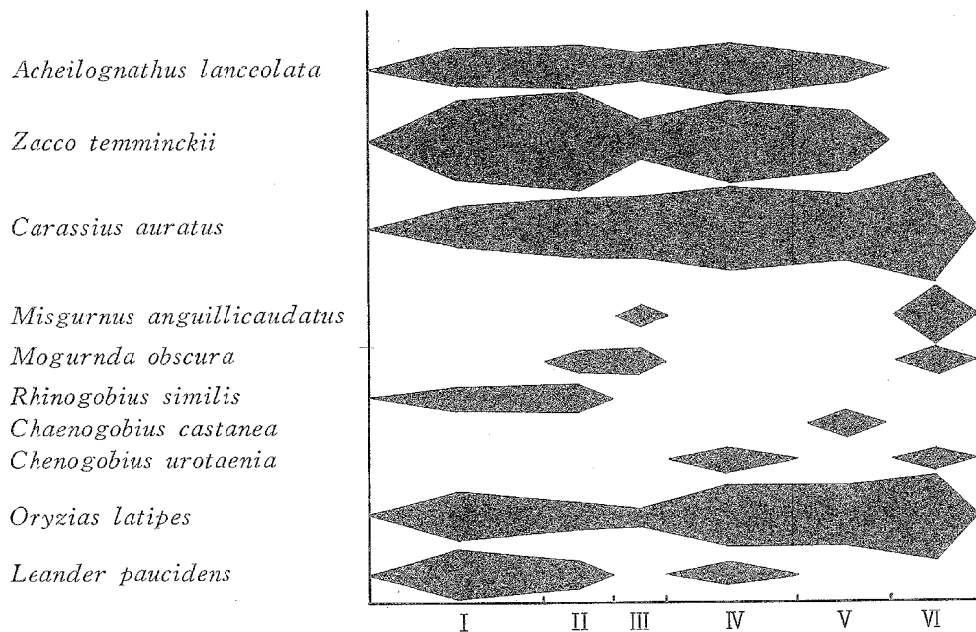 Acheilognathus lanceolata
Zacco temminckii
Carassius auratus
Misgurnus anguillicaudatus
Mogurnda obscura
Rhinogobius similis
Chaenogobius castanea
Chenogobius urotaenia
Oryzias latipes
Leander paucidens
I II III IV V VI